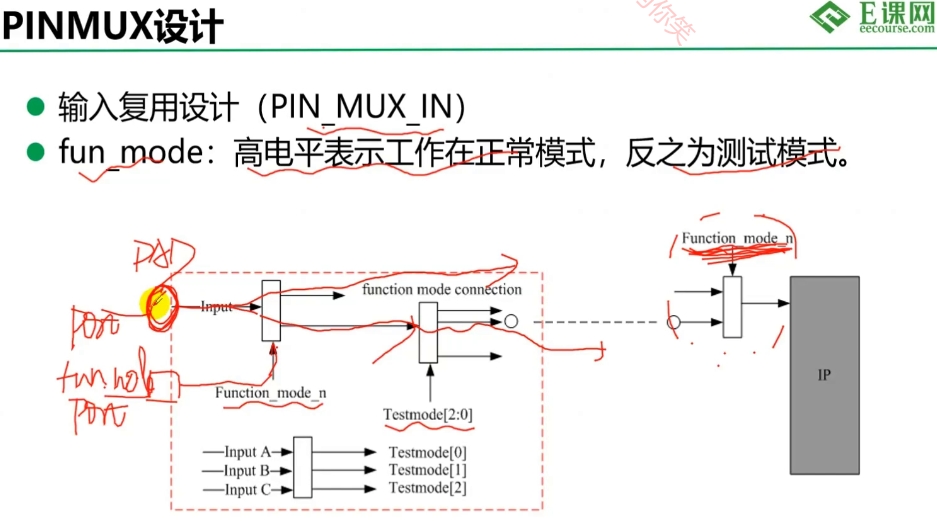 PINMUX设计
E课网
eecourse.com
的你笑
输入复用设计（PIN_MUX_IN）
fun_mode：高电平表示工作在正常模式，反之为测试模式。
PAD
Function_mode_n
function mode connection
Input
port
IP
Function_mode_n
port
Testmode[2:0]
Input A
Testmode[0]
Input B
Testmode[1]
Input C
Testmode[2]